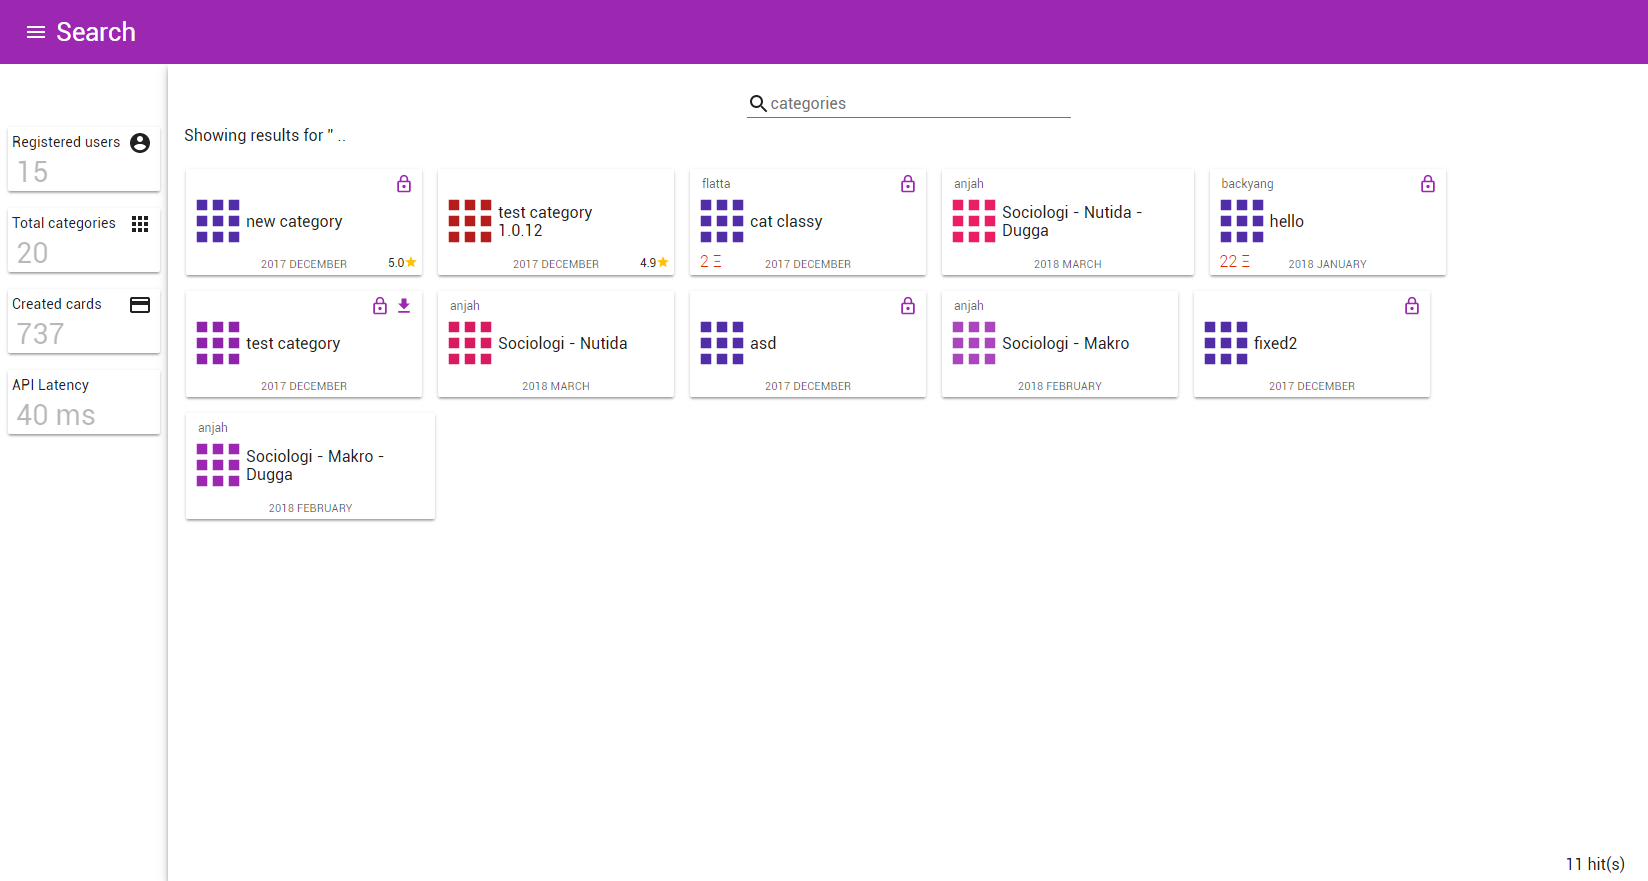 Search
categories
Showing results for '' ..
Registered users
15
Total categories
20
Created cards
737
API Latency
40 ms
new category
2017 DECEMBER
5.0
test category
1.0.12
2017 DECEMBER
4.9
flatta
cat classy
2 Ξ
2017 DECEMBER
anjah
Sociologi - Nutida -
Dugga
2018 MARCH
backyang
hello
22 Ξ
2018 JANUARY
test category
2017 DECEMBER
anjah
Sociologi - Nutida
2018 MARCH
asd
2017 DECEMBER
anjah
Sociologi - Makro
2018 FEBRUARY
fixed2
2017 DECEMBER
anjah
Sociologi - Makro -
Dugga
2018 FEBRUARY
11 hit(s)